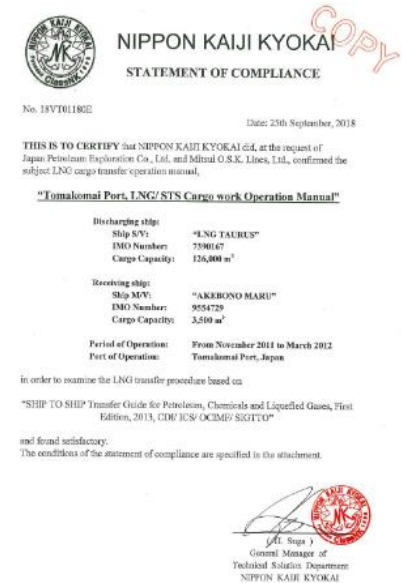 NIPPON KAIJI KYOKAI
COPY
STATEMENT OF COMPLIANCE
No. 18VT01180E
Date: 25th September, 2018
THIS IS TO CERTIFY that NIPPON KAIJI KYOKAI did, at the request of
Japan Petroleum Exploration Co., Ltd. and Mitsui O.S.K. Lines, Ltd., confirmed the
subject LNG cargo transfer operation manual,
"Tomakomai Port, LNG/ STS Cargo work Operation Manual"
Discharging ship:
Ship S/V: "LNG TAURUS"
IMO Number: 7390167
Cargo Capacity: 126,000 m³
Receiving ship:
Ship M/V: "AKEBONO MARU"
IMO Number: 9554729
Cargo Capacity: 3,500 m³
Period of Operation: From November 2011 to March 2012
Port of Operation: Tomakomai Port, Japan
in order to examine the LNG transfer procedure based on
"SHIP TO SHIP Transfer Guide for Petroleum, Chemicals and Liquefied Gases, First
Edition, 2013, CDI/ ICS/ OCIMF/ SIGTTO"
and found satisfactory.
The conditions of the statement of compliance are specified in the attachment.
(H. Suga )
General Manager of
Technical Solution Department
NIPPON KAIJI KYOKAI